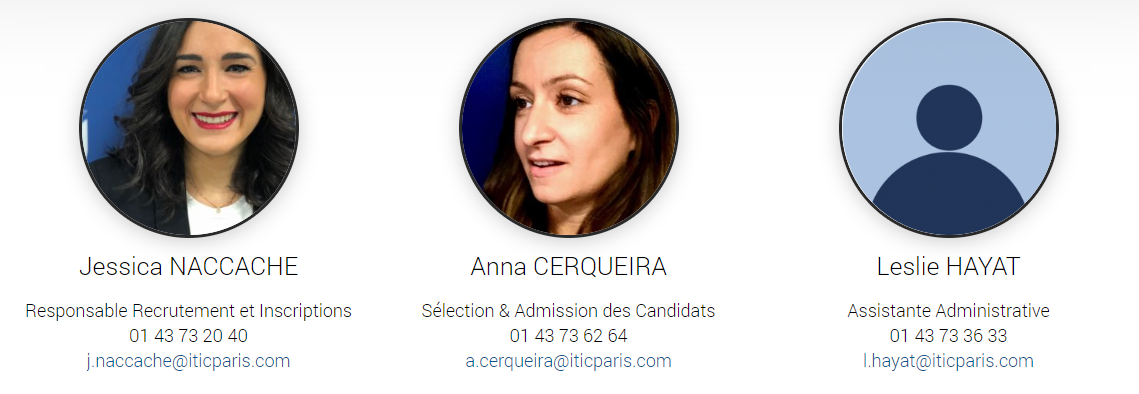 Jessica NACCACHE
Responsable Recrutement et Inscriptions
01 43 73 20 40
j.naccache@iticparis.com
Anna CERQUEIRA
Sélection & Admission des Candidats
01 43 73 62 64
a.cerqueira@iticparis.com
Leslie HAYAT
Assistante Administrative
01 43 73 36 33
l.hayat@iticparis.com